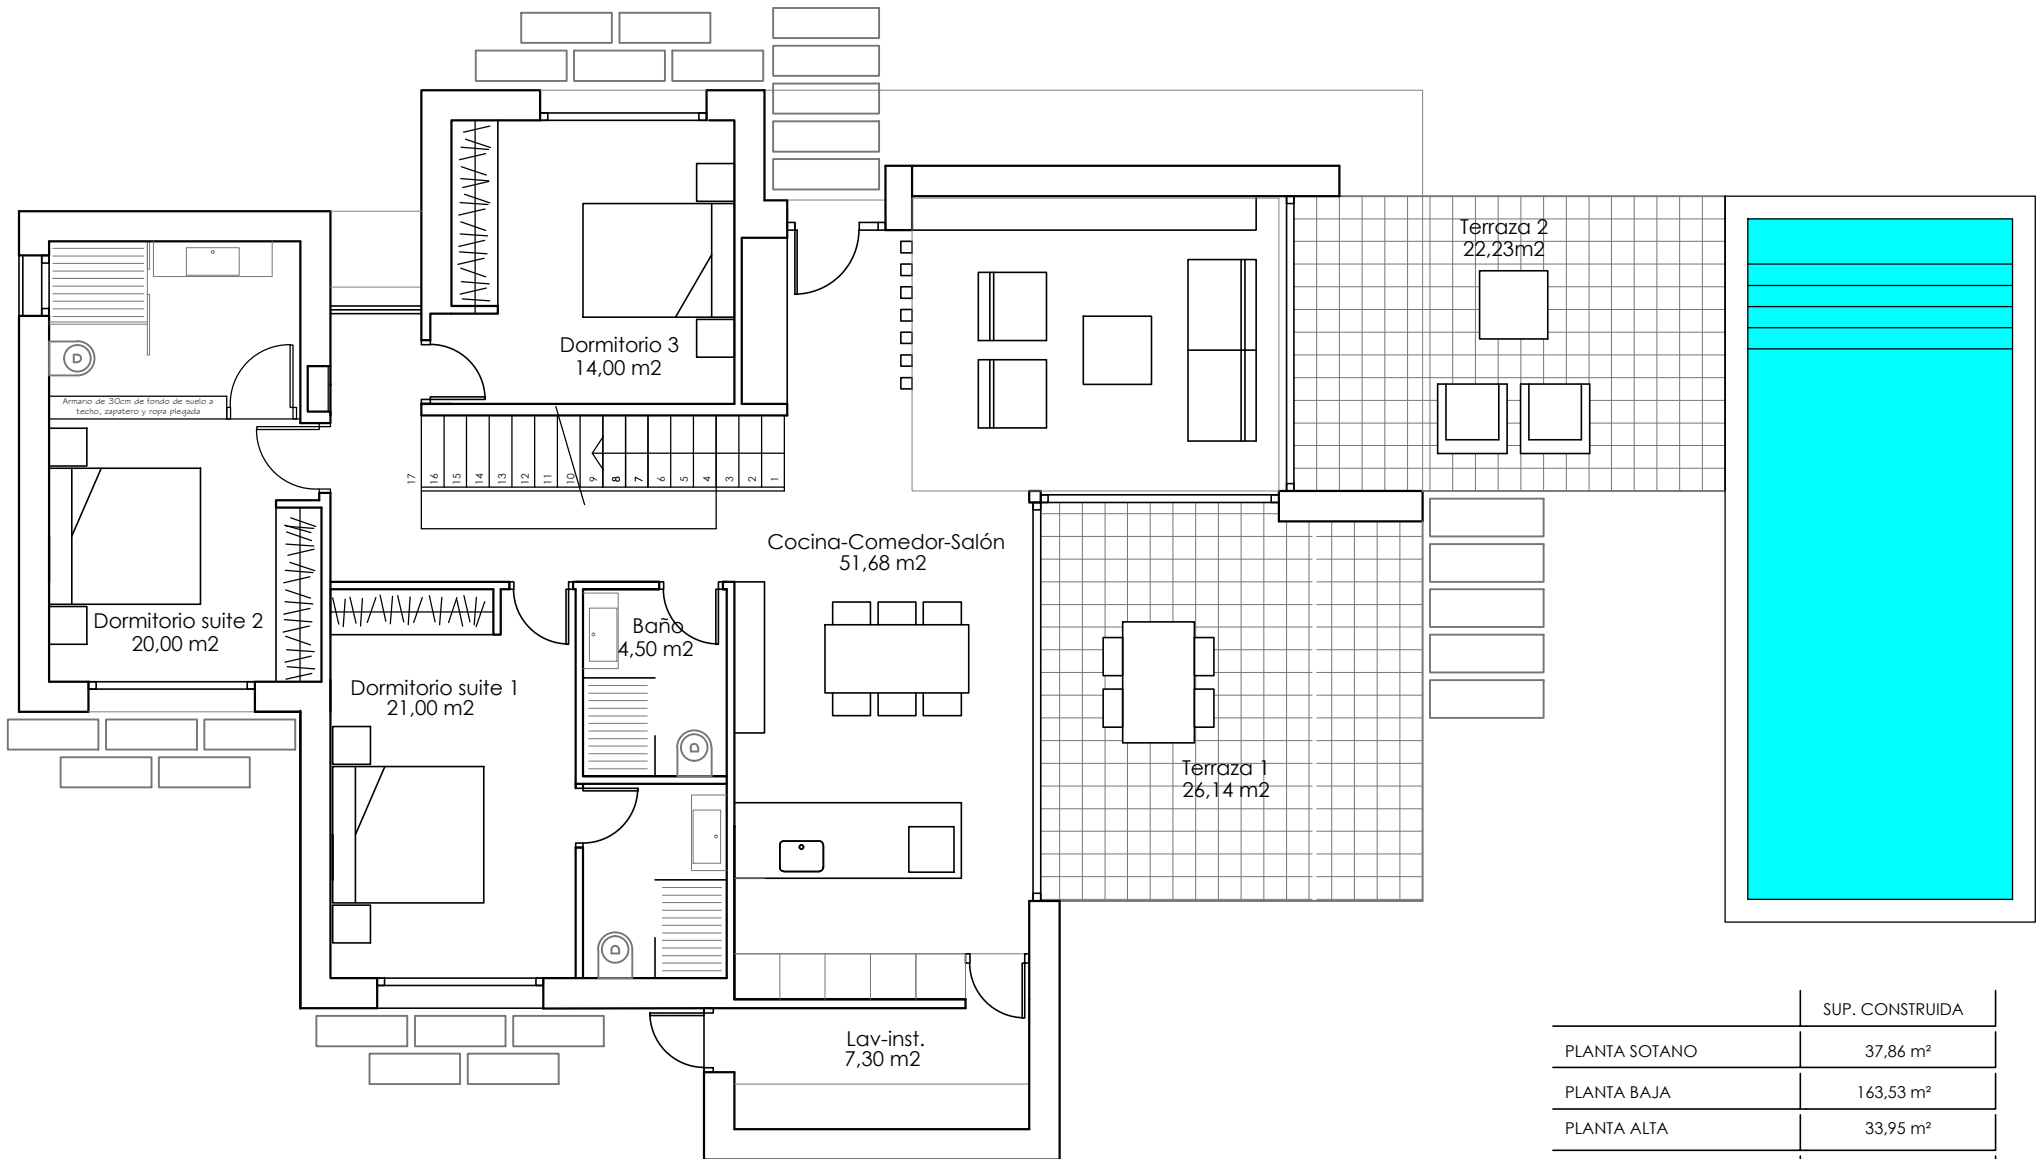 Terraza 2
22,23m2
Dormitorio 3
14,00 m2
Armano de 30cm de fondo de suelo a
techo, zapatero y ropa plegada
17 16 15 14 13 12 11 10 9 8 7 6 5 4 3 2 1
Cocina-Comedor-Salón
51,68 m2
Dormitorio suite 2
20,00 m2
Baño
4,50 m2
Dormitorio suite 1
21,00 m2
Terraza 1
26,14 m2
Lav-inst.
7,30 m2
SUP. CONSTRUIDA
PLANTA SOTANO 37,86 m²
PLANTA BAJA 163,53 m²
PLANTA ALTA 33,95 m²